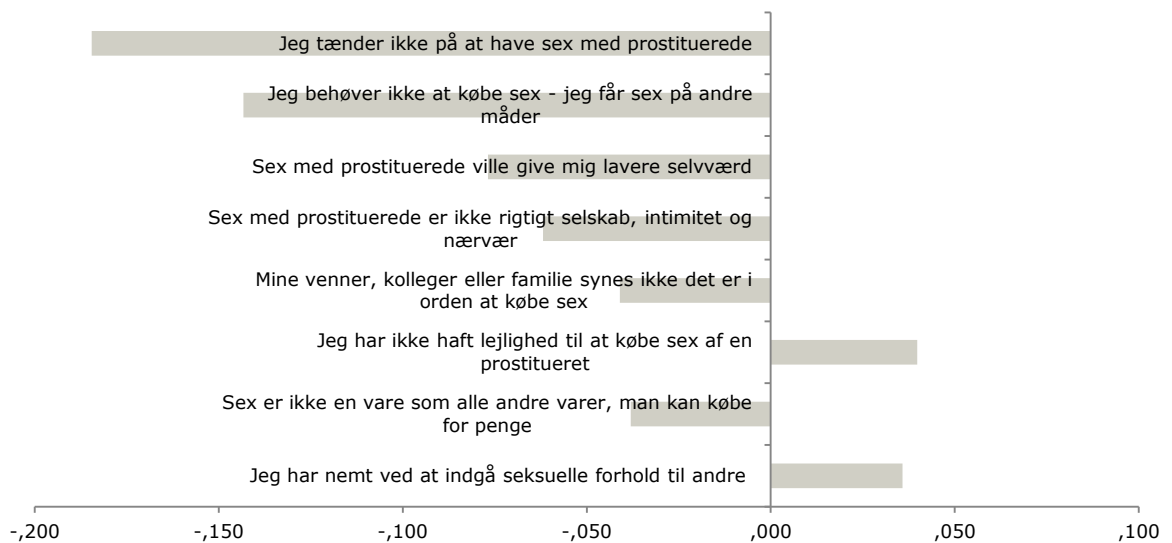 Jeg tænder ikke på at have sex med prostituerede
Jeg behøver ikke at købe sex - jeg får sex på andre
måder
Sex med prostituerede ville give mig lavere selvværd
Sex med prostituerede er ikke rigtigt selskab, intimitet og
nærvær
Mine venner, kolleger eller familie synes ikke det er i
orden at købe sex
Jeg har ikke haft lejlighed til at købe sex af en
prostitueret
Sex er ikke en vare som alle andre varer, man kan købe
for penge
Jeg har nemt ved at indgå seksuelle forhold til andre
-,200 -,150 -,100 -,050 ,000 ,050 ,100